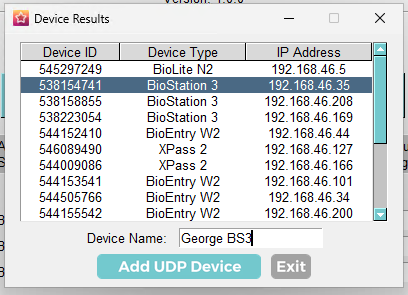 Version: 1.0.0
Device Results
Device ID Device Type IP Address
545297249 BioLite N2 192.168.46.5
538154741 BioStation 3 192.168.46.35
538158855 BioStation 3 192.168.46.208
538223054 BioStation 3 192.168.46.169
544152410 BioEntry W2 192.168.46.44
546089490 XPass 2 192.168.46.127
544009086 XPass 2 192.168.46.166
544153541 BioEntry W2 192.168.46.101
544505766 BioEntry W2 192.168.46.34
544155542 BioEntry W2 192.168.46.200
Device Name: George BS3
Add UDP Device Exit